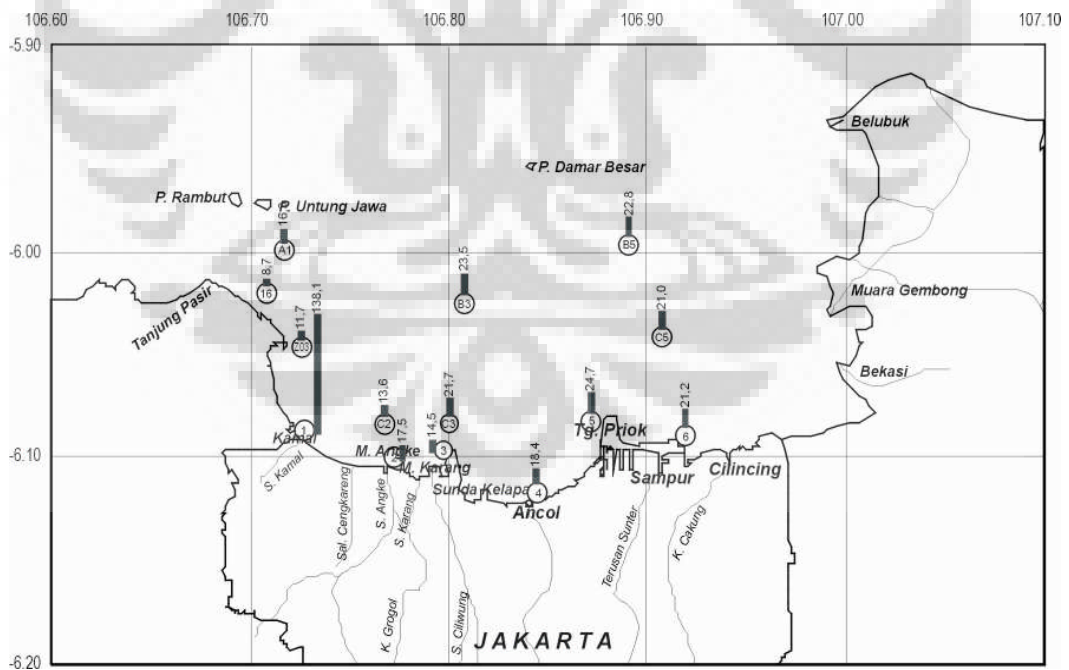 106.60 106.70 106.80 106.90 107.00 107.10
-5.90
Belubuk
P. Damar Besar
P. Rambut
P. Untung Jawa
22,8
B5
A1
-6.00
8,7
16
23,5
B3
Muara Gembong
Tanjung Pasir
138,1
11,7
Z03
21,0
C5
Bekasi
13,6
C2
21,7
C3
24,7
5
Tg. Priok
21,2
6
1
Kamal
17,5
14,5
3
M. Angke
M. Karang
-6.10
S. Kamal
Sal. Cengkareng
S. Angke
S. Karang
Sunda Kelapa
18,4
4
Ancol
Sampur
Cilincing
Terusan Sunter
K. Cakung
K. Grogol
S. Ciliwung
JAKARTA
-6.20